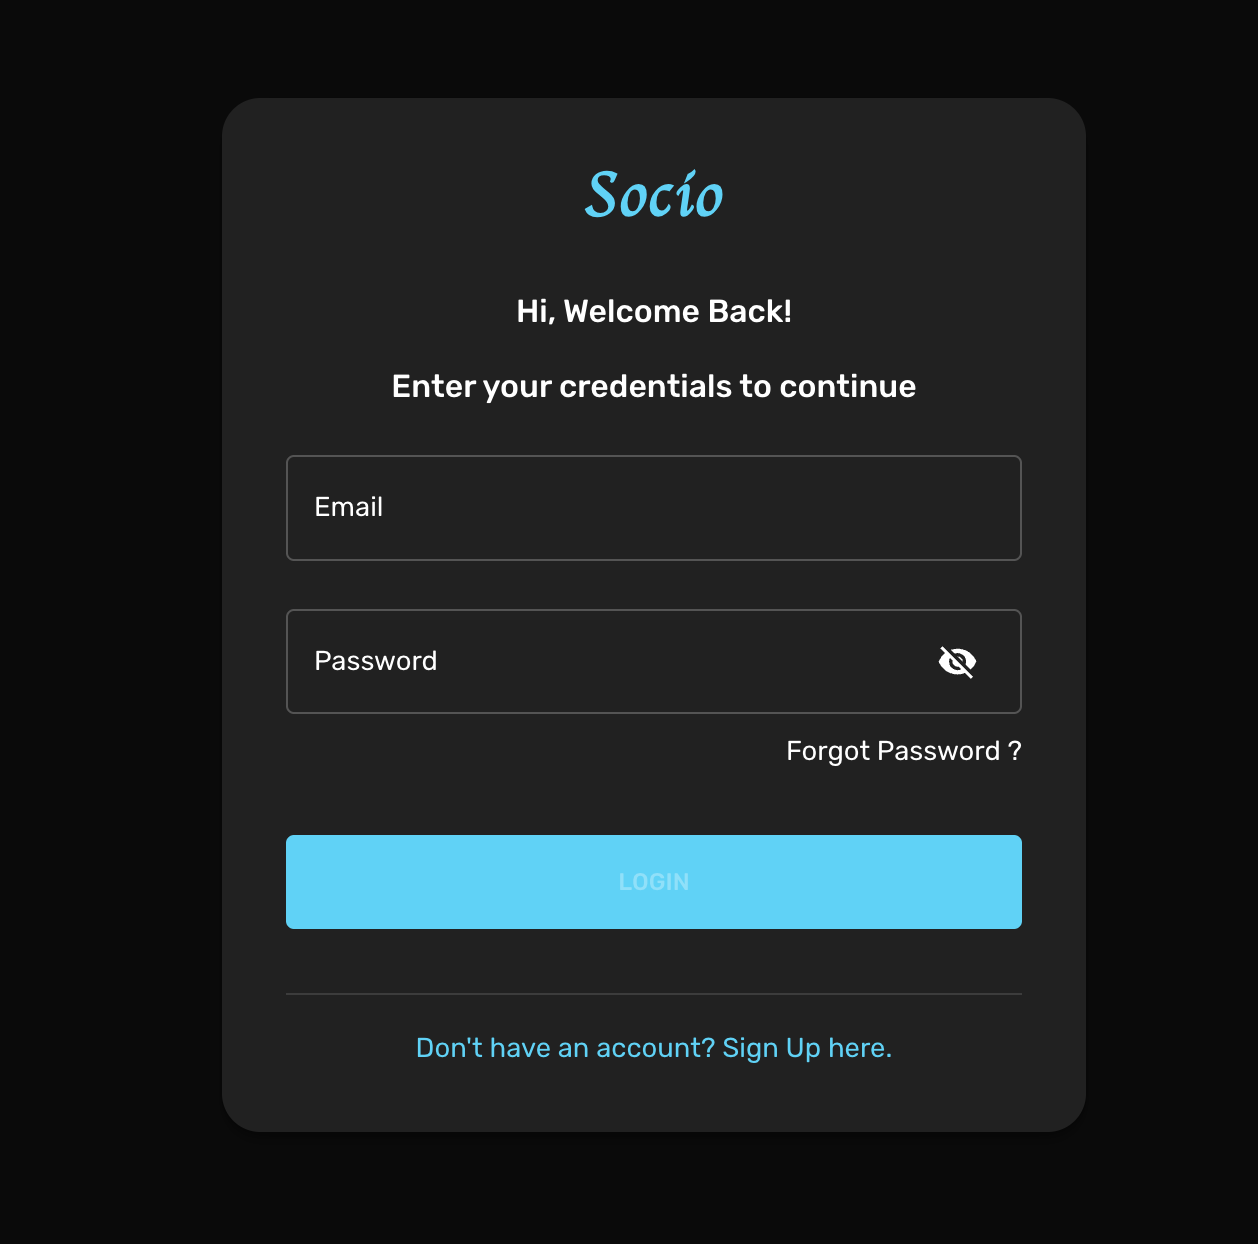 Socío
Hi, Welcome Back!
Enter your credentials to continue
Email
Password
Forgot Password ?
LOGIN
Don't have an account? Sign Up here.